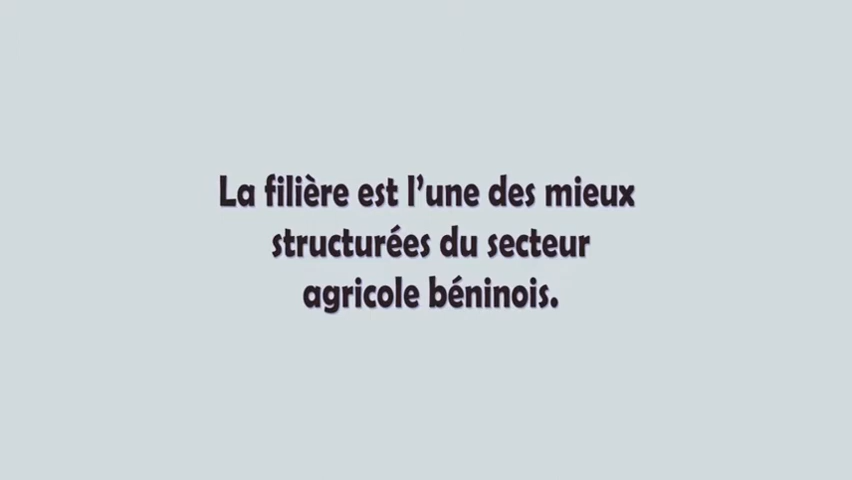 La filière est l’une des mieux
structurées du secteur
agricole béninois.